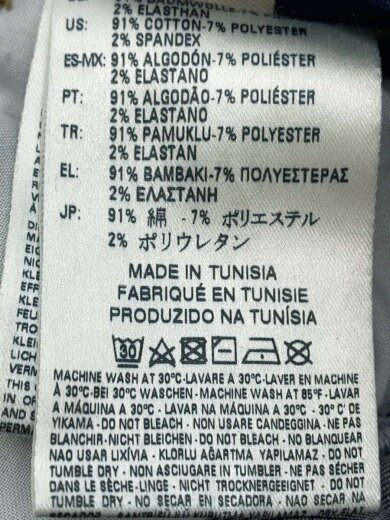 2% ELASTHAN
US: 91% COTTON-7% POLYESTER
2% SPANDEX
ES-MX: 91% ALGODÓN-7% POLIÉSTER
2% ELASTANO
PT: 91% ALGODÃO-7% POLIÉSTER
2% ELASTANO
TR: 91% PAMUKLU-7% POLYESTER
2% ELASTAN
EL: 91% ΒΑΜΒΑΚΙ-7% ΠΟΛΥΕΣΤΕΡΑΣ
2% ΕΛΑΣΤΑΝΗ
JP: 91% 綿 -7% ポリエステル
2% ポリウレタン
MADE IN TUNISIA
FABRIQUÉ EN TUNISIE
PRODUZIDO NA TUNÍSIA
30
MACHINE WASH AT 30°C-LAVARE A 30°C-LAVER EN MACHINE
À 30°C-BEI 30°C WASCHEN-MACHINE WASH AT 85°F-LAVAR
A MÁQUINA A 30°C - LAVAR NA MÁQUINA A 30°C - 30° C' DE
YIKAMA - DO NOT BLEACH - NON USARE CANDEGGINA - NE PAS
BLANCHIR-NICHT BLEICHEN - DO NOT BLEACH-NO BLANQUEAR
NAO USAR LIXÍVIA - KLORLU AĞARTMA YAPILAMAZ - DO NOT
TUMBLE DRY - NON ASCIUGARE IN TUMBLER - NE PAS SÉCHER
DANS LE SÈCHE-LINGE - NICHT TROCKNERGEEIGNET - DO NOT
TUMBLE DRY - NO SECAR EN SECADORA - NÃO SECAR NA